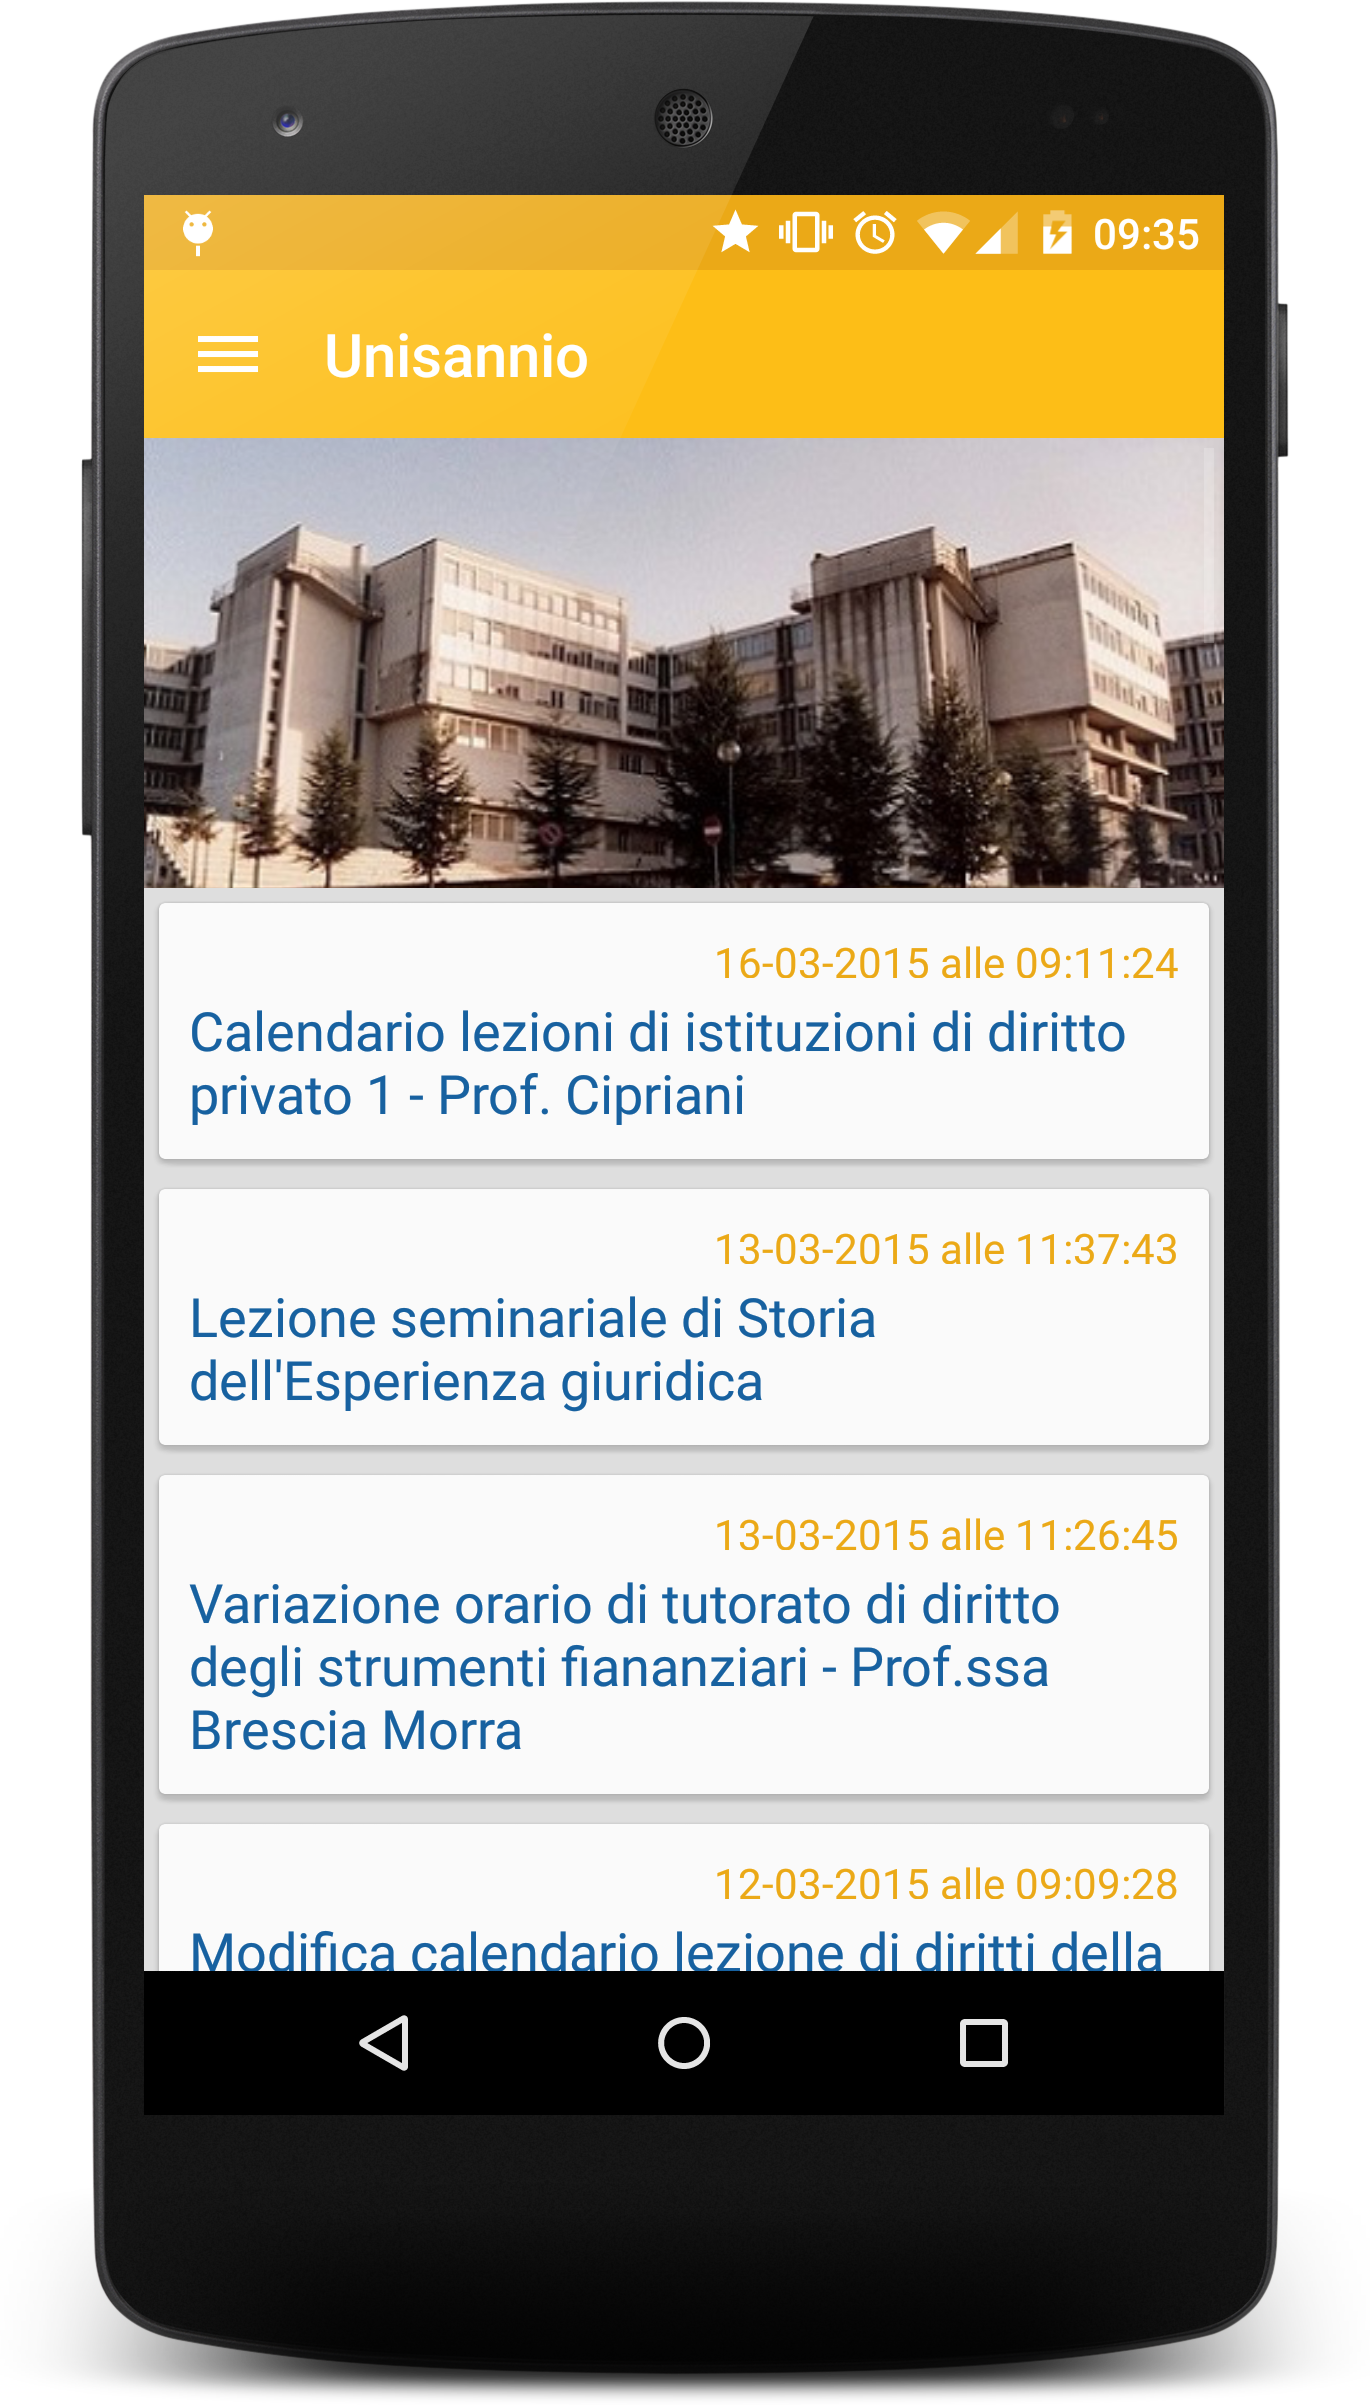 09:35
Unisannio
16-03-2015 alle 09:11:24
Calendario lezioni di istituzioni di diritto
privato 1 - Prof. Cipriani
13-03-2015 alle 11:37:43
Lezione seminariale di Storia
dell'Esperienza giuridica
13-03-2015 alle 11:26:45
Variazione orario di tutorato di diritto
degli strumenti fiananziari - Prof.ssa
Brescia Morra
12-03-2015 alle 09:09:28
Modifica calendario lezione di diritti della